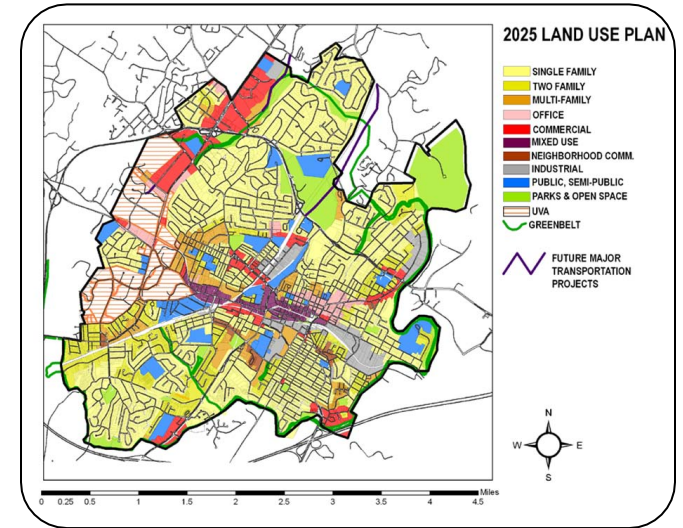 2025 LAND USE PLAN
SINGLE FAMILY
TWO FAMILY
MULTI-FAMILY
OFFICE
COMMERCIAL
MIXED USE
NEIGHBORHOOD COMM.
INDUSTRIAL
PUBLIC, SEMI-PUBLIC
PARKS & OPEN SPACE
UVA
GREENBELT
FUTURE MAJOR
TRANSPORTATION
PROJECTS
N
W E
S
Miles
0 0.25 0.5 1 1.5 2 2.5 3 3.5 4 4.5